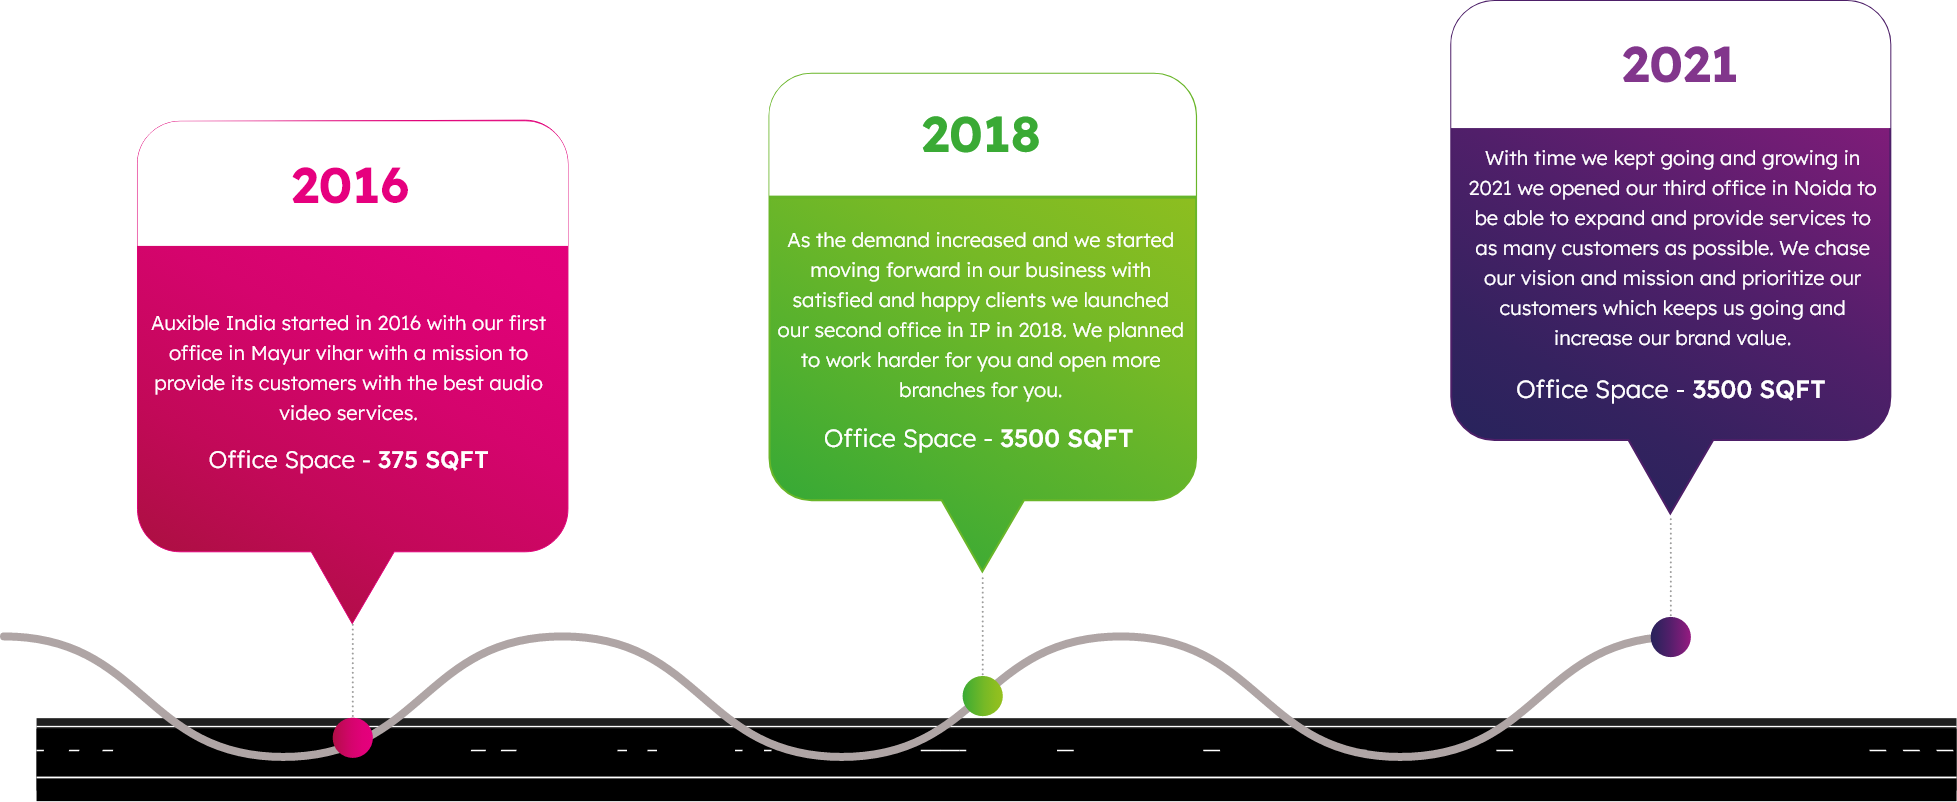 2016
Auxible India started in 2016 with our first
office in Mayur vihar with a mission to
provide its customers with the best audio
video services.
Office Space - 375 SQFT
2018
As the demand increased and we started
moving forward in our business with
satisfied and happy clients we launched
our second office in IP in 2018. We planned
to work harder for you and open more
branches for you.
Office Space - 3500 SQFT
2021
With time we kept going and growing in
2021 we opened our third office in Noida to
be able to expand and provide services to
as many customers as possible. We chase
our vision and mission and prioritize our
customers which keeps us going and
increase our brand value.
Office Space - 3500 SQFT